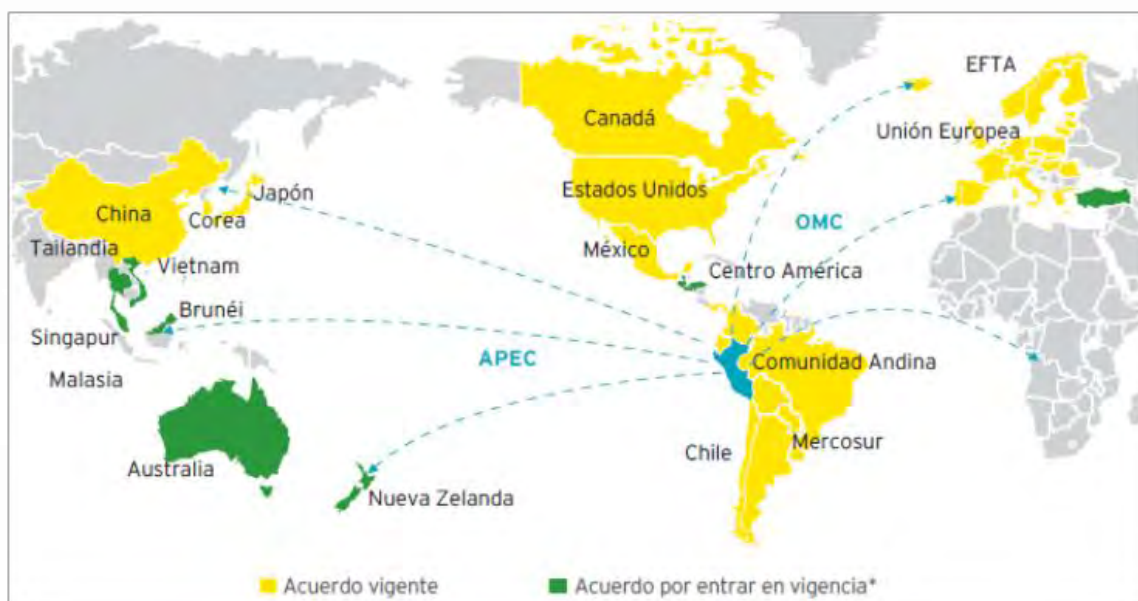 EFTA
Canadá
Unión Europea
Estados Unidos
Japón
China
Corea
OMC
Tailandia
México
Vietnam
Centro América
Brunéi
Singapur
APEC
Comunidad Andina
Malasia
Chile
Mercosur
Australia
Nueva Zelanda
Acuerdo vigente
Acuerdo por entrar en vigencia*